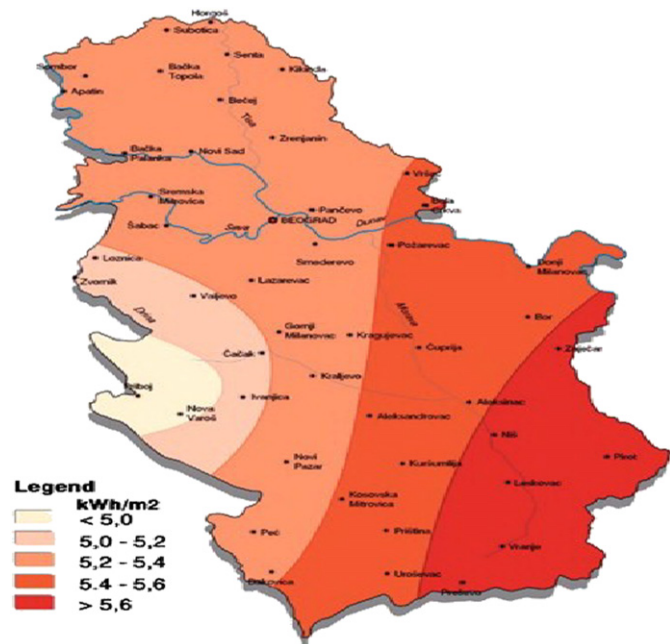 Horgoš
Subotica
Senta
Sombor
Bačka
Topola
Kikinda
Apatin
Bečej
Tisa
Zrenjanin
Bačka
Palanka
Novi Sad
Vršac
Sremska
Mitrovica
Pančevo
Bela
Crkva
Šabac
Sava
BEOGRAD
Dunav
Smederevo
Požarevac
Loznica
Donji
Milanovac
Zvornik
Lazarevac
Valjevo
Drina
Morava
Bor
Gornji
Milanovac
Kragujevac
Čačak
Ćuprija
Zaječar
Kraljevo
Priboj
Ivanjica
Aleksinac
Nova
Varoš
Aleksandrovac
Niš
Novi
Pazar
Kuršumlija
Pirot
Leskovac
Kosovska
Mitrovica
Peć
Priština
Vranje
Đakovica
Uroševac
Preševo
Legend
kWh/m2
< 5,0
5,0 - 5,2
5,2 - 5,4
5.4 - 5,6
> 5,6